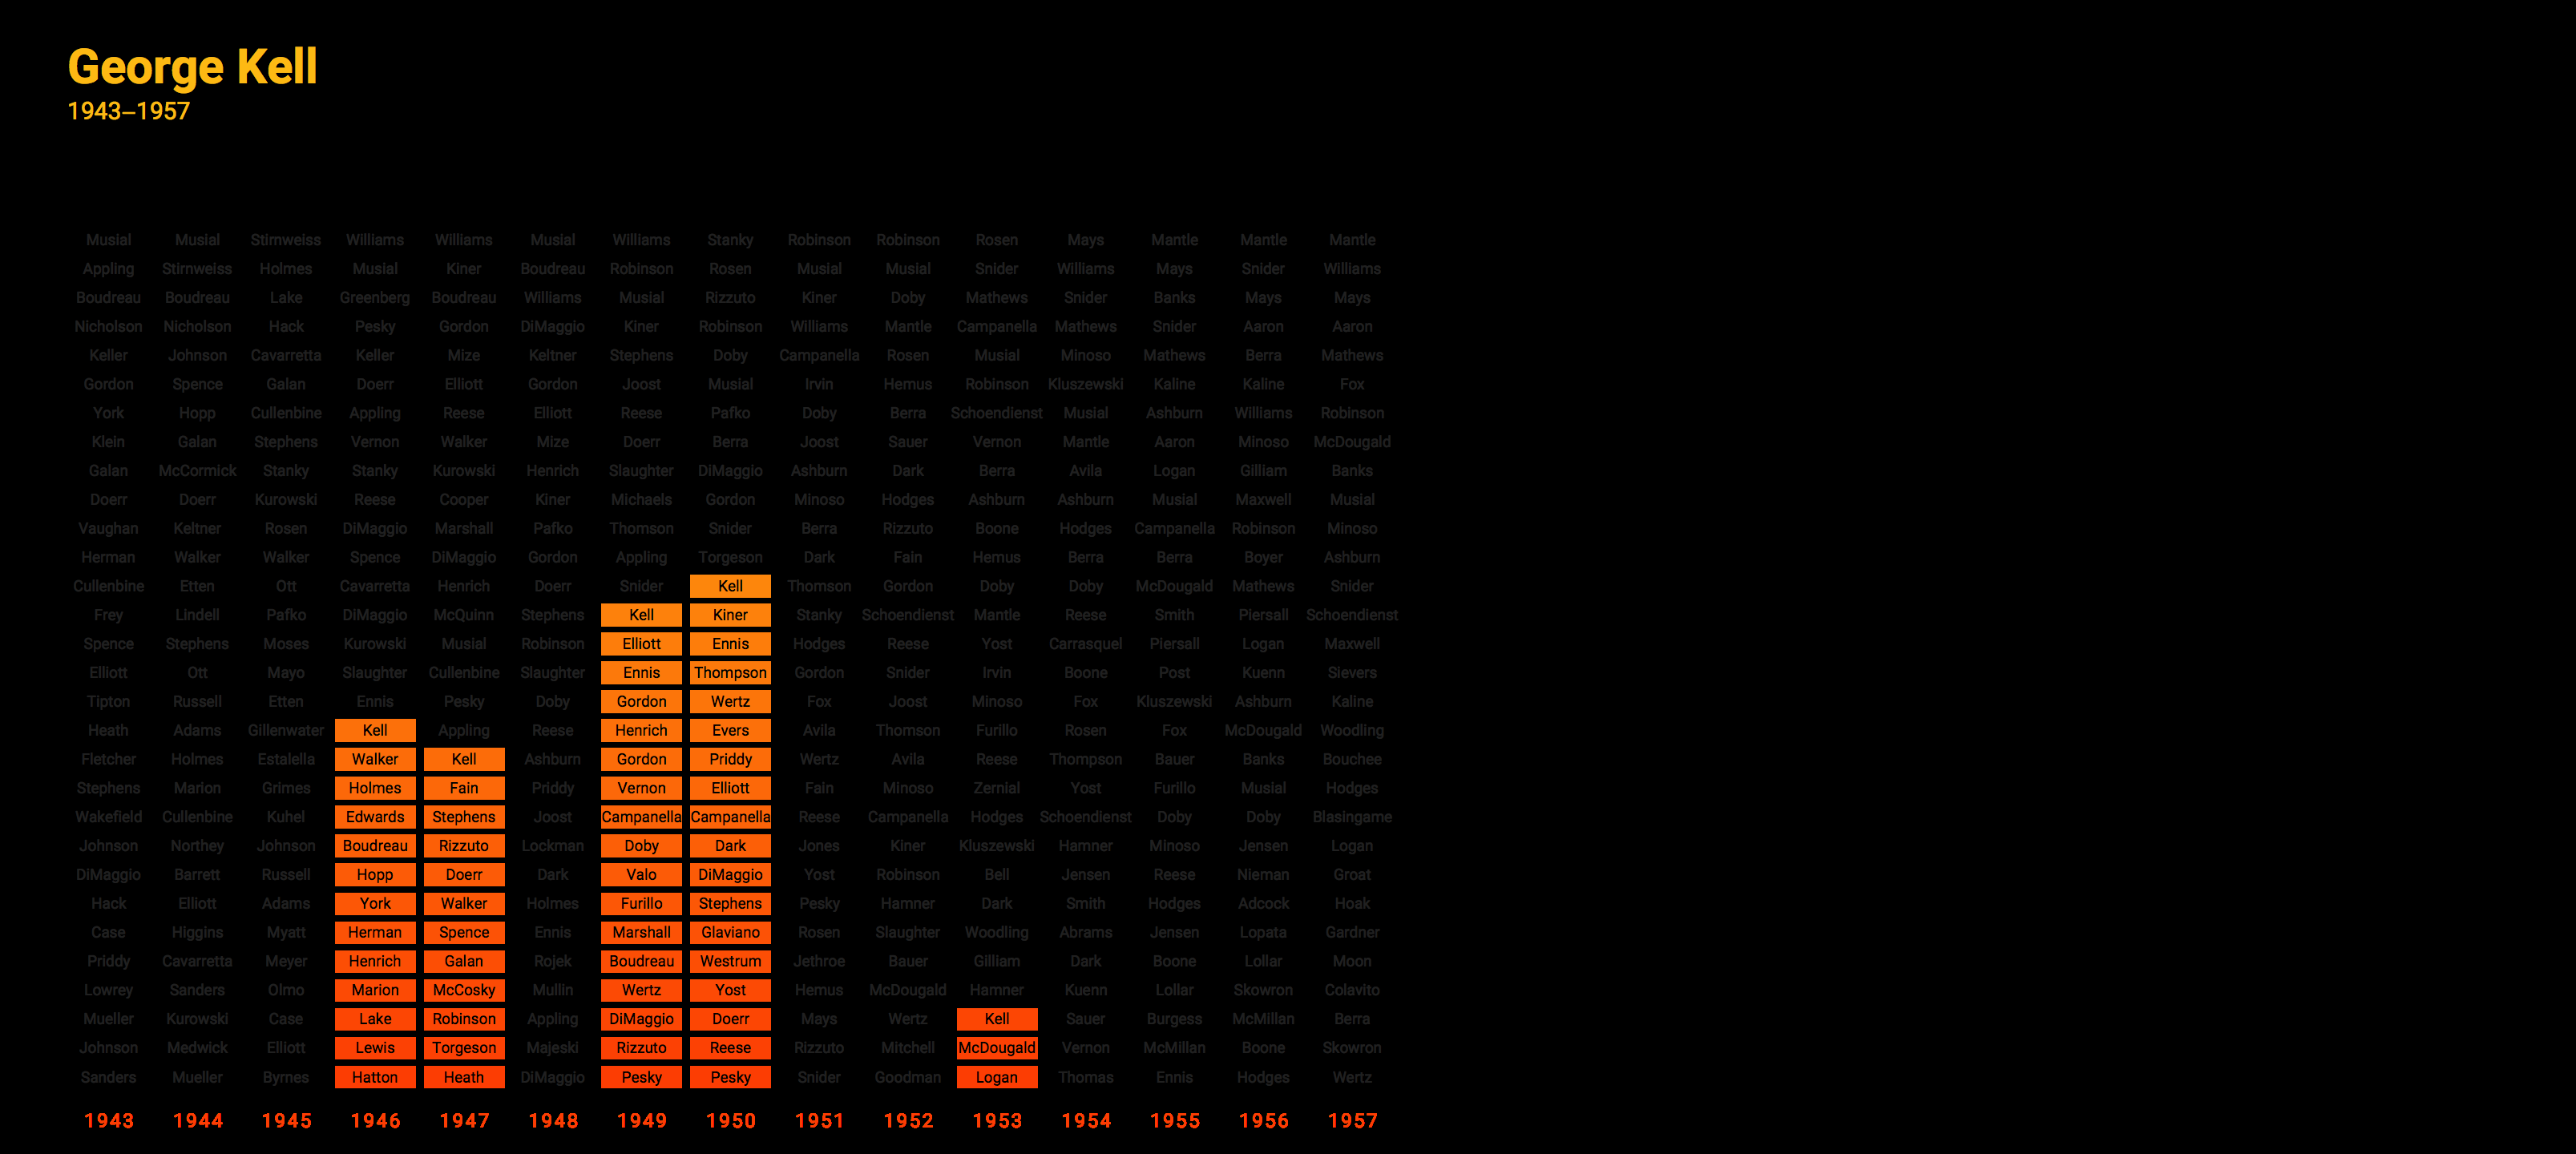 George Kell
1943–1957
Musial Musial Stirnweiss Williams Williams Musial Williams Stanky Robinson Robinson Rosen Mays Mantle Mantle Mantle
Appling Stirnweiss Holmes Musial Kiner Boudreau Robinson Rosen Musial Musial Snider Williams Mays Snider Williams
Boudreau Boudreau Lake Greenberg Boudreau Williams Musial Rizzuto Kiner Doby Mathews Snider Banks Mays Mays
Nicholson Nicholson Hack Pesky Gordon DiMaggio Kiner Robinson Williams Mantle Campanella Mathews Snider Aaron Aaron
Keller Johnson Cavarretta Keller Mize Keltner Stephens Doby Campanella Rosen Musial Minoso Mathews Berra Mathews
Gordon Spence Galan Doerr Elliott Gordon Joost Musial Irvin Hemus Robinson Kluszewski Kaline Kaline Fox
York Hopp Cullenbine Appling Reese Elliott Reese Pafko Doby Berra Schoendienst Musial Ashburn Williams Robinson
Klein Galan Stephens Vernon Walker Mize Doerr Berra Joost Sauer Vernon Mantle Aaron Minoso McDougald
Galan McCormick Stanky Stanky Kurowski Henrich Slaughter DiMaggio Ashburn Dark Berra Avila Logan Gilliam Banks
Doerr Doerr Kurowski Reese Cooper Kiner Michaels Gordon Minoso Hodges Ashburn Ashburn Musial Maxwell Musial
Vaughan Keltner Rosen DiMaggio Marshall Pafko Thomson Snider Berra Rizzuto Boone Hodges Campanella Robinson Minoso
Herman Walker Walker Spence DiMaggio Gordon Appling Torgeson Dark Fain Hemus Berra Berra Boyer Ashburn
Cullenbine Etten Ott Cavarretta Henrich Doerr Snider Kell Thomson Gordon Doby Doby McDougald Mathews Snider
Frey Lindell Pafko DiMaggio McQuinn Stephens Kell Kiner Stanky Schoendienst Mantle Reese Smith Piersall Schoendienst
Spence Stephens Moses Kurowski Musial Robinson Elliott Ennis Hodges Reese Yost Carrasquel Piersall Logan Maxwell
Elliott Ott Mayo Slaughter Cullenbine Slaughter Ennis Thompson Gordon Snider Irvin Boone Post Kuenn Sievers
Tipton Russell Etten Ennis Pesky Doby Gordon Wertz Fox Joost Minoso Fox Kluszewski Ashburn Kaline
Heath Adams Gillenwater Kell Appling Reese Henrich Evers Avila Thomson Furillo Rosen Fox McDougald Woodling
Fletcher Holmes Estalella Walker Kell Ashburn Gordon Priddy Wertz Avila Reese Thompson Bauer Banks Bouchee
Stephens Marion Grimes Holmes Fain Priddy Vernon Elliott Fain Minoso Zernial Yost Furillo Musial Hodges
Wakefield Cullenbine Kuhel Edwards Stephens Joost Campanella Campanella Reese Campanella Hodges Schoendienst Doby Doby Blasingame
Johnson Northey Johnson Boudreau Rizzuto Lockman Doby Dark Jones Kiner Kluszewski Hamner Minoso Jensen Logan
DiMaggio Barrett Russell Hopp Doerr Dark Valo DiMaggio Yost Robinson Bell Jensen Reese Nieman Groat
Hack Elliott Adams York Walker Holmes Furillo Stephens Pesky Hamner Dark Smith Hodges Adcock Hoak
Case Higgins Myatt Herman Spence Ennis Marshall Glaviano Rosen Slaughter Woodling Abrams Jensen Lopata Gardner
Priddy Cavarretta Meyer Henrich Galan Rojek Boudreau Westrum Jethroe Bauer Gilliam Dark Boone Lollar Moon
Lowrey Sanders Olmo Marion McCosky Mullin Wertz Yost Hemus McDougald Hamner Kuenn Lollar Skowron Colavito
Mueller Kurowski Case Lake Robinson Appling DiMaggio Doerr Mays Wertz Kell Sauer Burgess McMillan Berra
Johnson Medwick Elliott Lewis Torgeson Majeski Rizzuto Reese Rizzuto Mitchell McDougald Vernon McMillan Boone Skowron
Sanders Mueller Byrnes Hatton Heath DiMaggio Pesky Pesky Snider Goodman Logan Thomas Ennis Hodges Wertz
1943 1944 1945 1946 1947 1948 1949 1950 1951 1952 1953 1954 1955 1956 1957